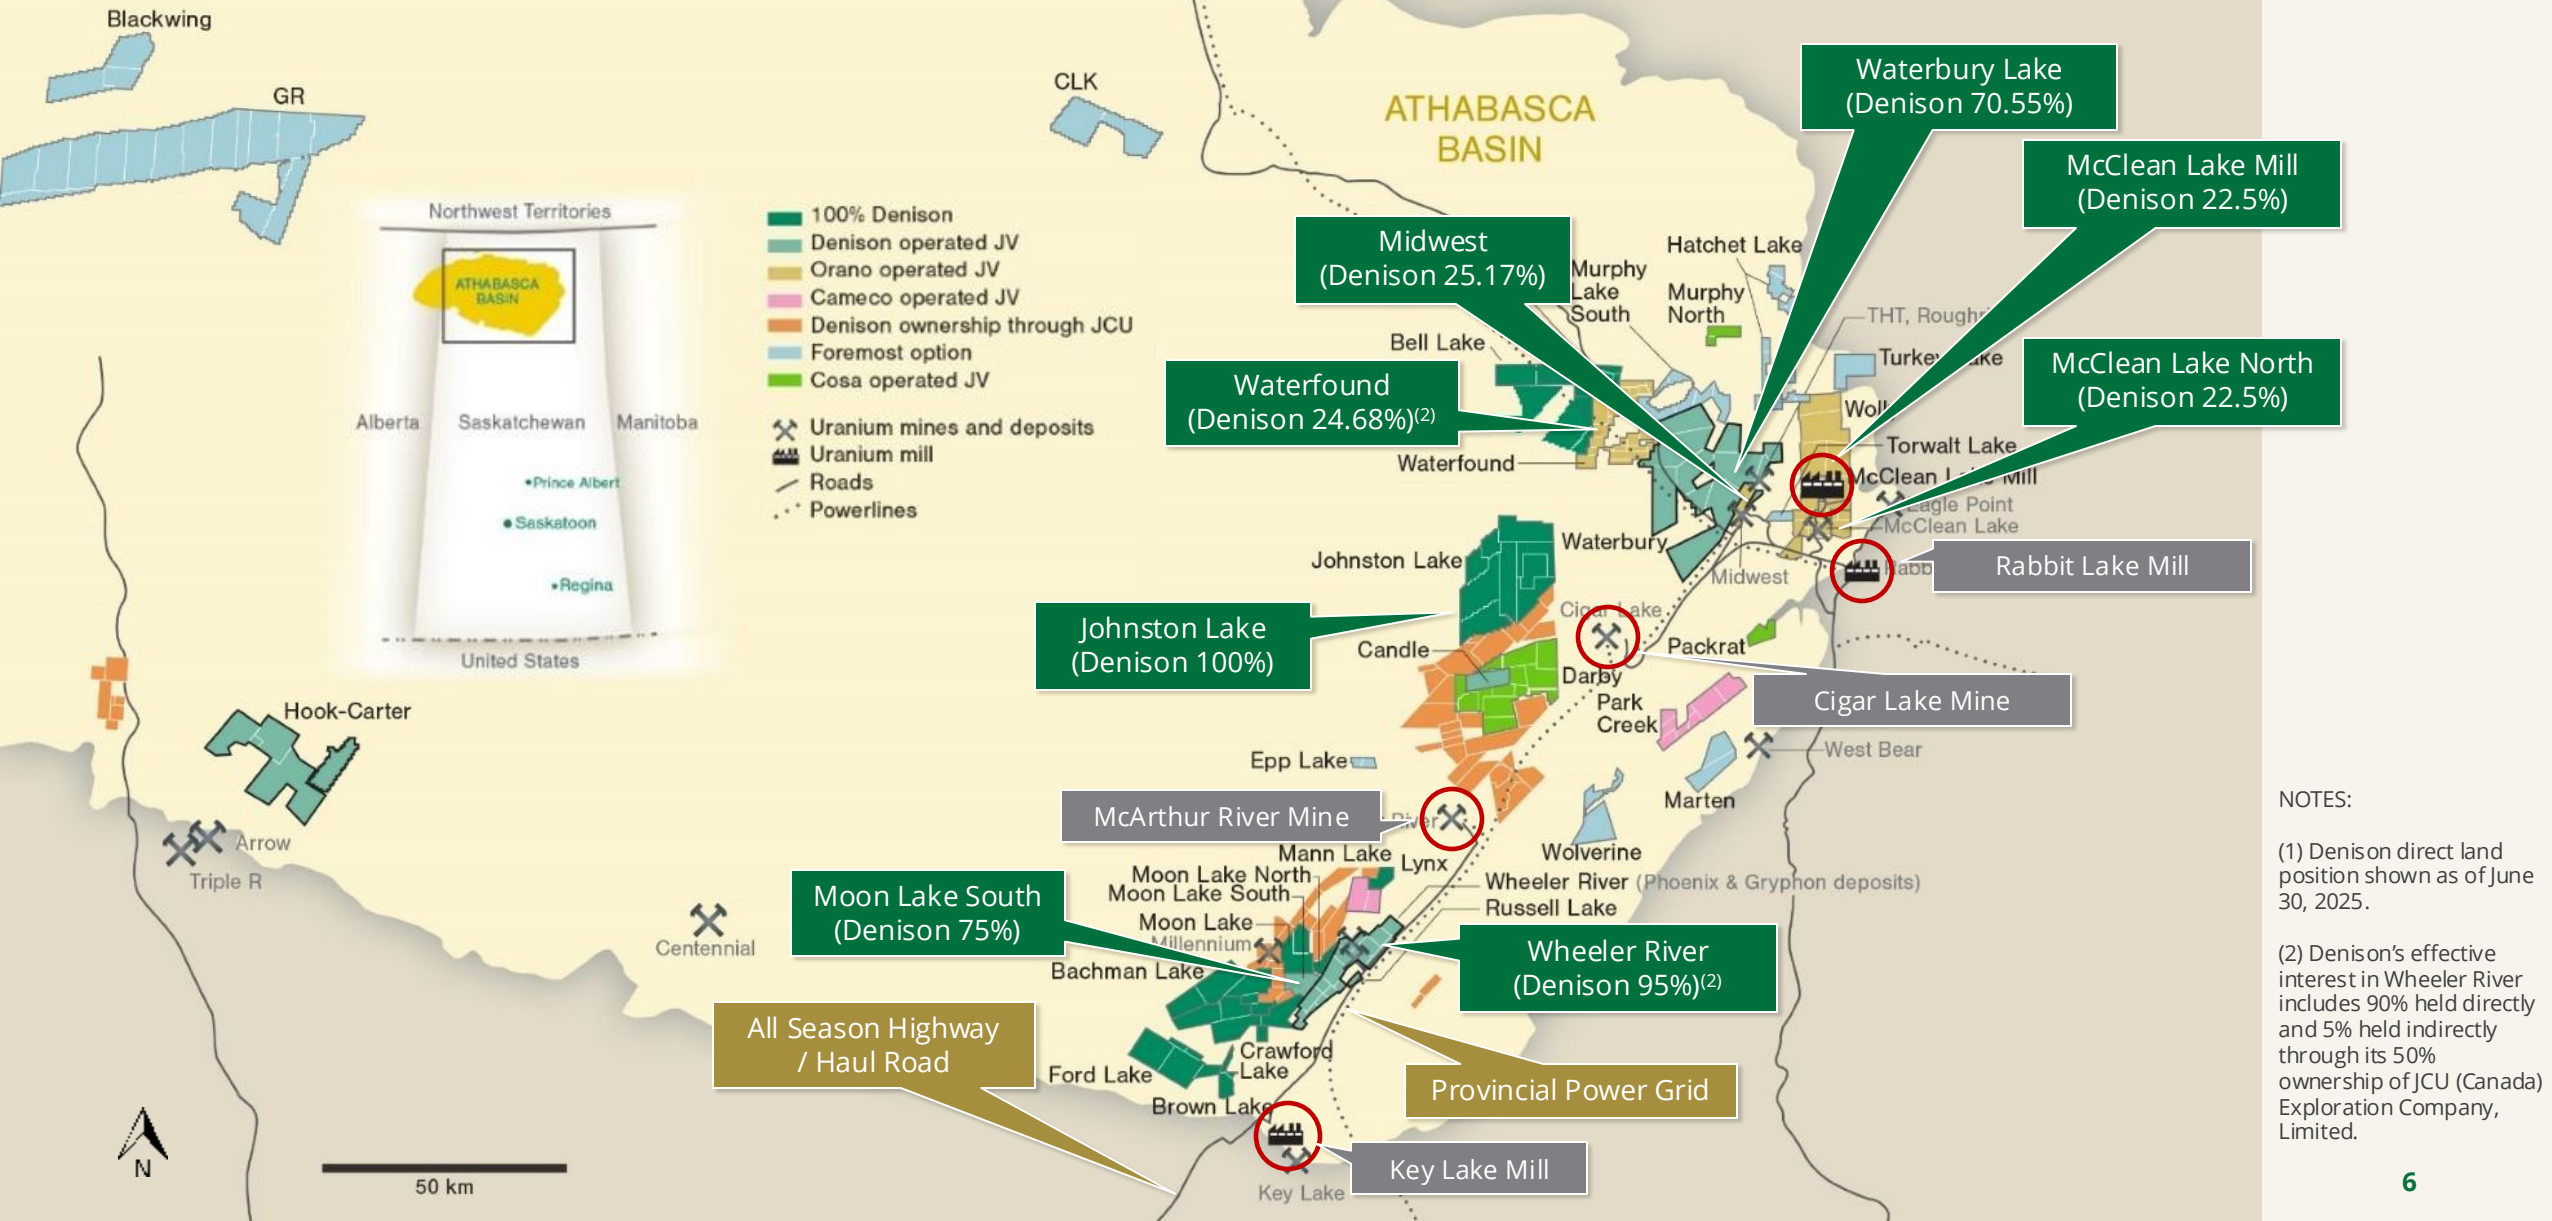 Blackwing
GR
CLK
ATHABASCA
BASIN
Waterbury Lake
(Denison 70.55%)
McClean Lake Mill
(Denison 22.5%)
Northwest Territories
ATHABASCA
BASIN
Alberta
Saskatchewan
Manitoba
•Prince Albert
•Saskatoon
•Regina
United States
100% Denison
Denison operated JV
Orano operated JV
Cameco operated JV
Denison ownership through JCU
Foremost option
Cosa operated JV
Uranium mines and deposits
Uranium mill
Roads
Powerlines
Midwest
(Denison 25.17%)
Murphy
Lake
South
Hatchet Lake
Murphy
North
THT,
Bell Lake
Turkey Lake
McClean Lake North
(Denison 22.5%)
Waterfound
(Denison 24.68%)(2)
Waterfound
Torwalt Lake
McClean Lake Mill
Eagle Point
McClean Lake
Johnston Lake
Waterbury
Midwest
Rabbit Lake Mill
Cigar Lake
Johnston Lake
(Denison 100%)
Candle
Packrat
Darby
Park
Creek
Cigar Lake Mine
West Bear
Hook-Carter
Epp Lake
Marten
McArthur River Mine
River
Arrow
Triple R
Centennial
Mann Lake
Lynx
Wolverine
Moon Lake North
Moon Lake South
Moon Lake
Millennium
Bachman Lake
Wheeler River (Phoenix & Gryphon deposits)
Russell Lake
Moon Lake South
(Denison 75%)
Wheeler River
(Denison 95%)(2)
All Season Highway
/ Haul Road
Crawford
Lake
Ford Lake
Brown Lake
Provincial Power Grid
Key Lake Mill
Key Lake
N
50 km
NOTES:
(1) Denison direct land
position shown as of June
30, 2025.
(2) Denison’s effective
interest in Wheeler River
includes 90% held directly
and 5% held indirectly
through its 50%
ownership of JCU (Canada)
Exploration Company,
Limited.
6